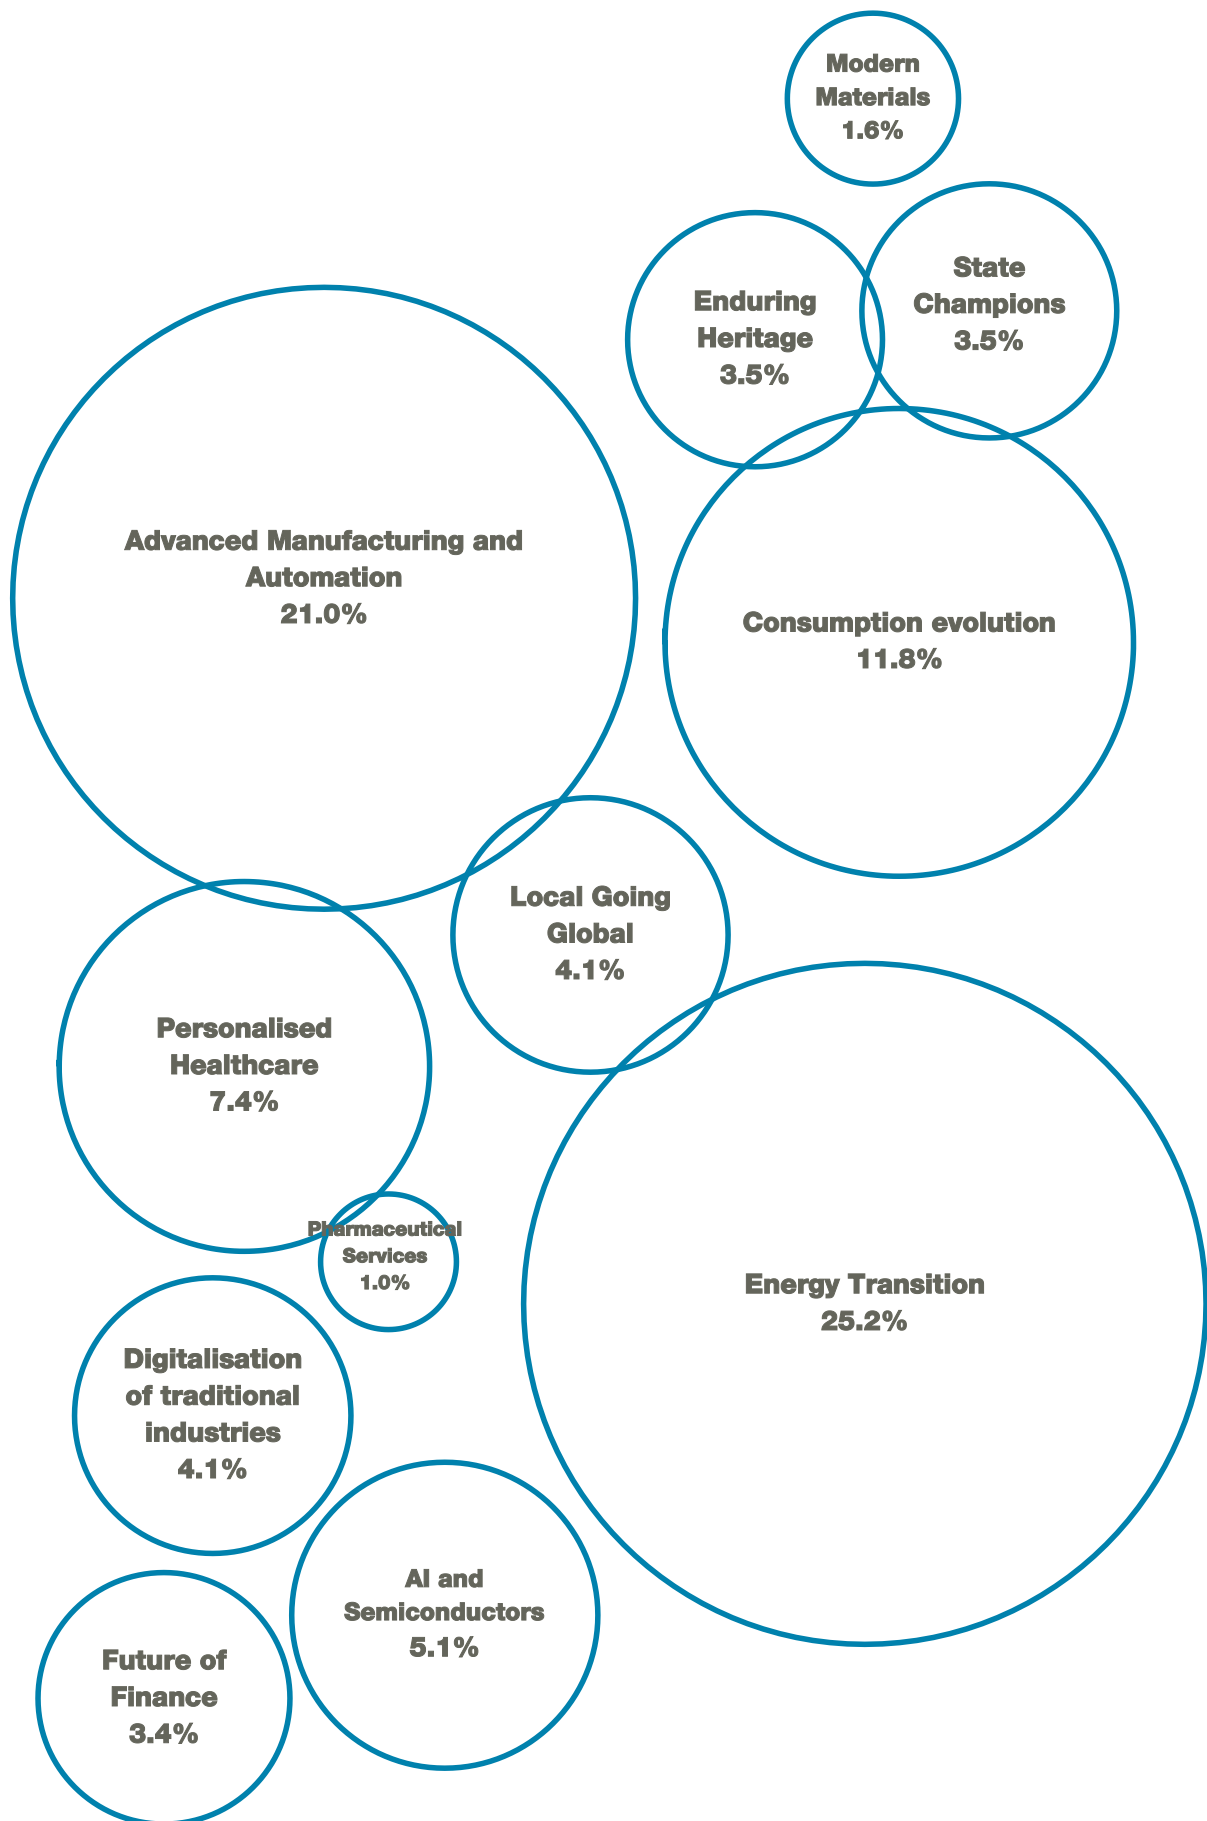 Modern
Materials
1.6%
State
Champions
3.5%
Enduring
Heritage
3.5%
Advanced Manufacturing and
Automation
21.0%
Consumption evolution
11.8%
Local Going
Global
4.1%
Personalised
Healthcare
7.4%
Pharmaceutical
Services
1.0%
Energy Transition
25.2%
Digitalisation
of traditional
industries
4.1%
AI and
Semiconductors
5.1%
Future of
Finance
3.4%